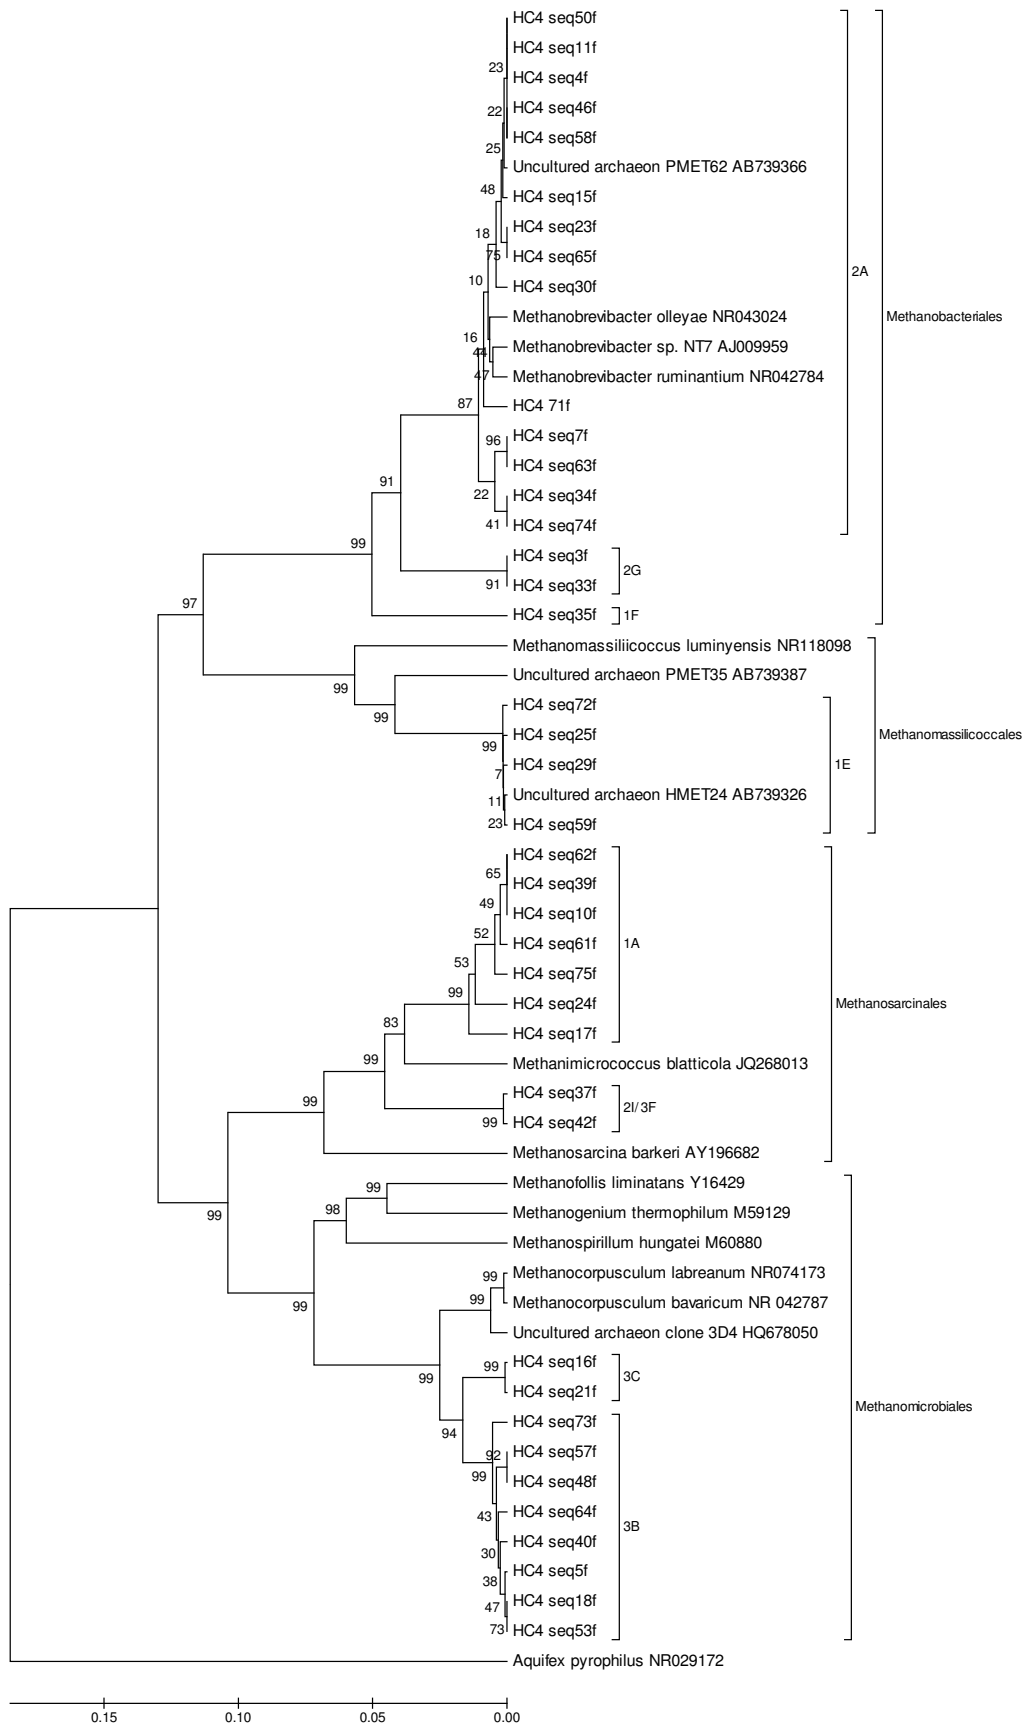 HC4 seq50f
HC4 seq11f
23
HC4 seq4f
22
HC4 seq46f
HC4 seq58f
25
Uncultured archaeon PMET62 AB739366
48
HC4 seq15f
HC4 seq23f
18
75
HC4 seq65f
2A
10
HC4 seq30f
Methanobrevibacter olleyae NR043024
Methanobacteriales
16
44
Methanobrevibacter sp. NT7 AJ009959
47
Methanobrevibacter ruminantium NR042784
87
HC4 71f
HC4 seq7f
96
HC4 seq63f
91
22
HC4 seq34f
41
HC4 seq74f
99
HC4 seq3f
2G
91
HC4 seq33f
97
HC4 seq35f
1F
Methanomassiliicoccus luminyensis NR118098
99
Uncultured archaeon PMET35 AB739387
99
HC4 seq72f
HC4 seq25f
Methanomassilicoccales
99
HC4 seq29f
1E
7
Uncultured archaeon HMET24 AB739326
11
23
HC4 seq59f
HC4 seq62f
65
HC4 seq39f
49
HC4 seq10f
52
HC4 seq61f
1A
53
HC4 seq75f
99
HC4 seq24f
Methanosarcinales
83
HC4 seq17f
99
Methanimicrococcus blatticola JQ268013
HC4 seq37f
99
2I/3F
99
HC4 seq42f
Methanosarcina barkeri AY196682
99
Methanofollis liminatans Y16429
99
98
Methanogenium thermophilum M59129
Methanospirillum hungatei M60880
99
Methanocorpusculum labreanum NR074173
99
99
Methanocorpusculum bavaricum NR 042787
Uncultured archaeon clone 3D4 HQ678050
99
HC4 seq16f
99
3C
HC4 seq21f
Methanomicrobiales
94
HC4 seq73f
92
HC4 seq57f
99
HC4 seq48f
43
HC4 seq64f
3B
30
HC4 seq40f
38
HC4 seq5f
47
HC4 seq18f
73
HC4 seq53f
Aquifex pyrophilus NR029172
0.15 0.10 0.05 0.00